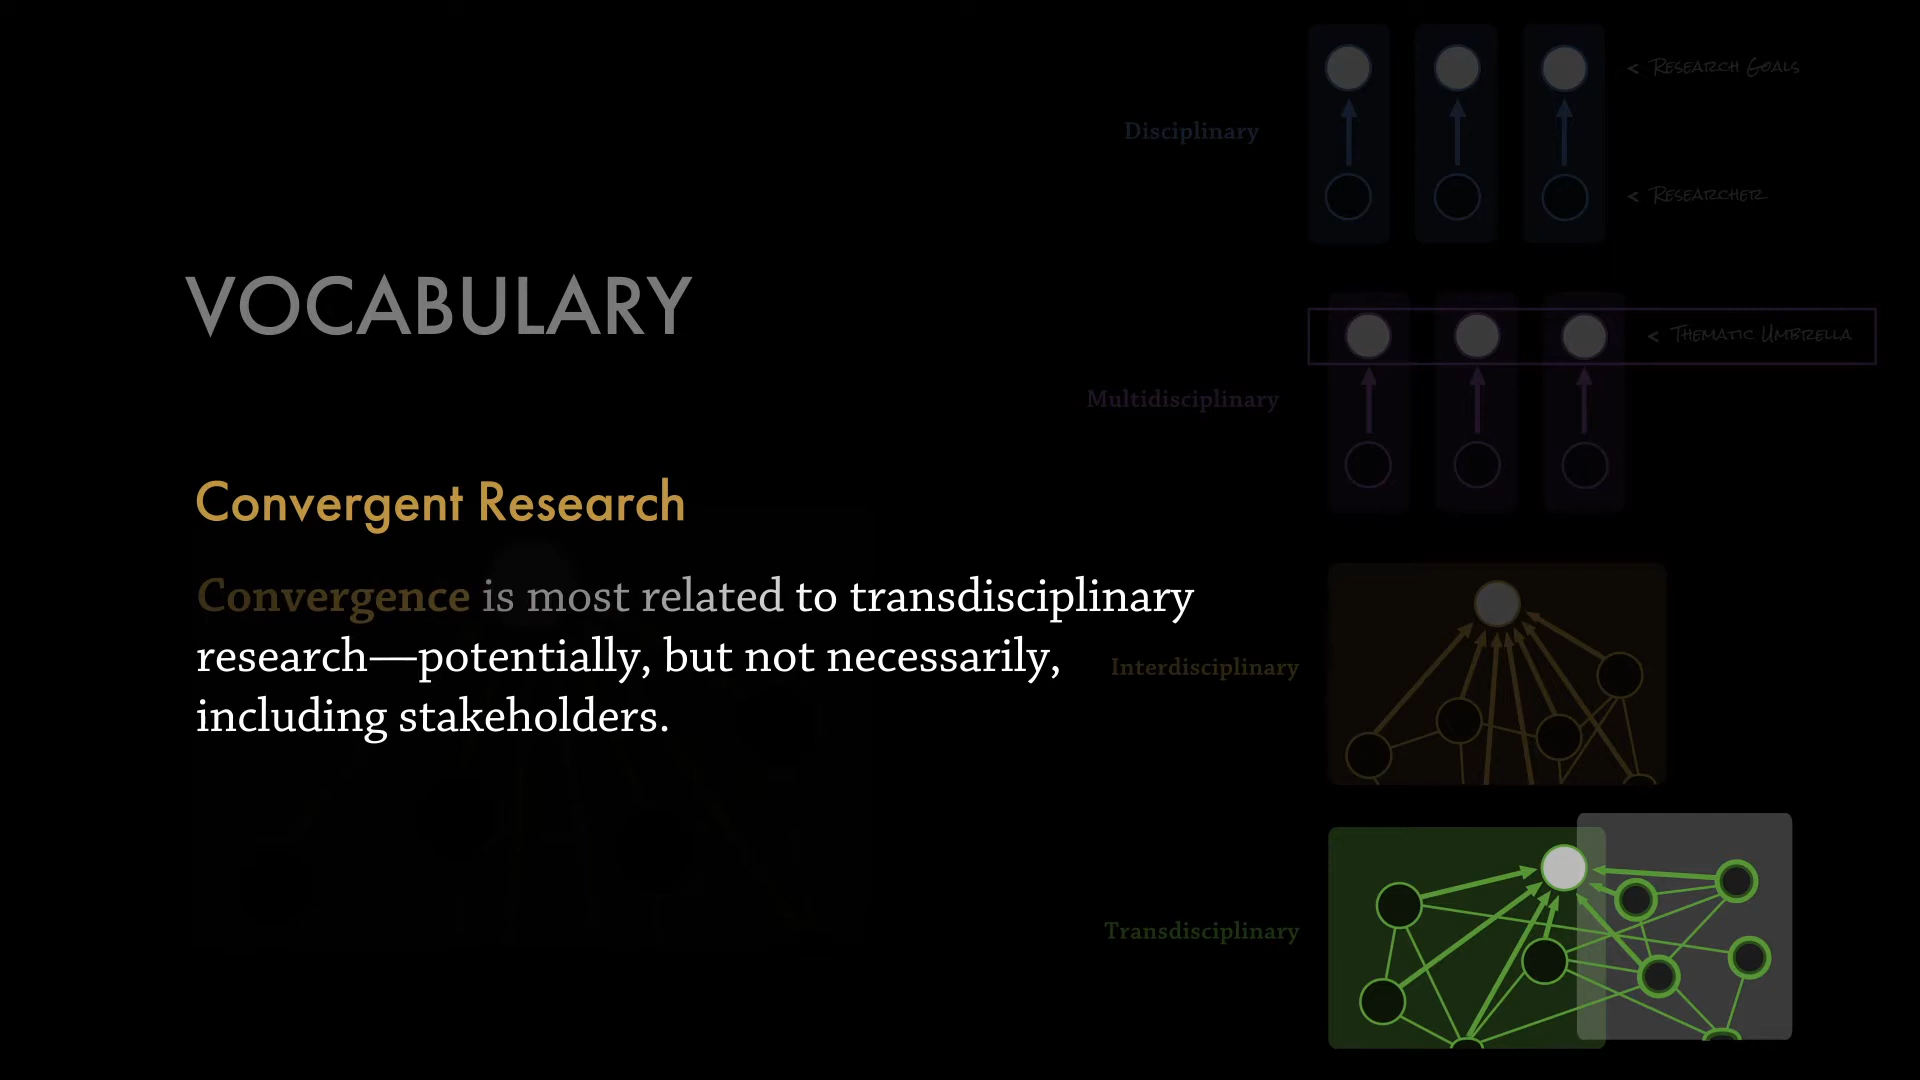 VOCABULARY
Convergent Research
Convergence is most related to transdisciplinary
research—potentially, but not necessarily,
including stakeholders.
Disciplinary
< Research Goals
< Researcher
Multidisciplinary
< Thematic Umbrella
Interdisciplinary
Transdisciplinary